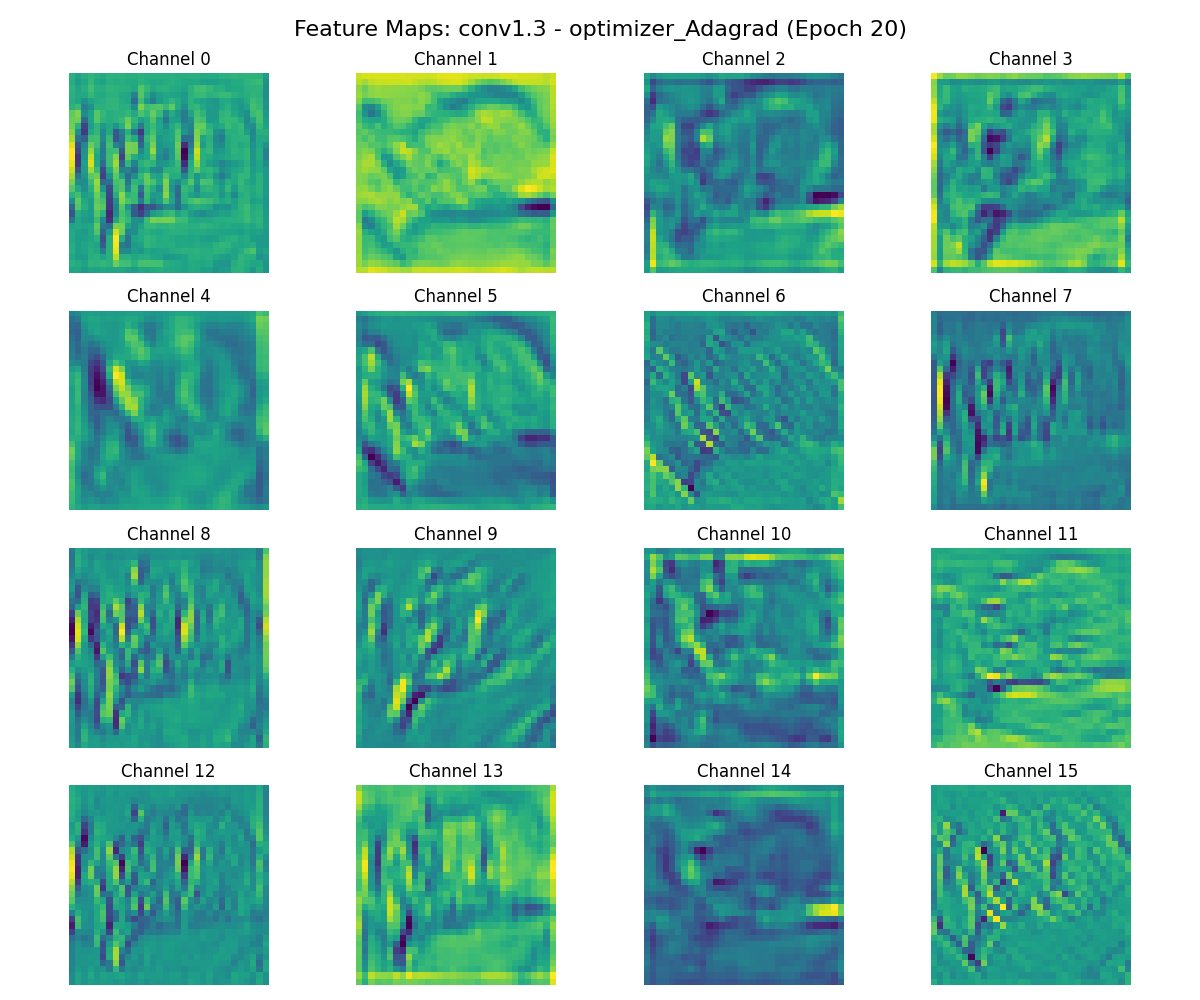 Feature Maps: conv1.3 - optimizer_Adagrad (Epoch 20)
Channel 0
Channel 1
Channel 2
Channel 3
Channel 4
Channel 5
Channel 6
Channel 7
Channel 8
Channel 9
Channel 10
Channel 11
Channel 12
Channel 13
Channel 14
Channel 15